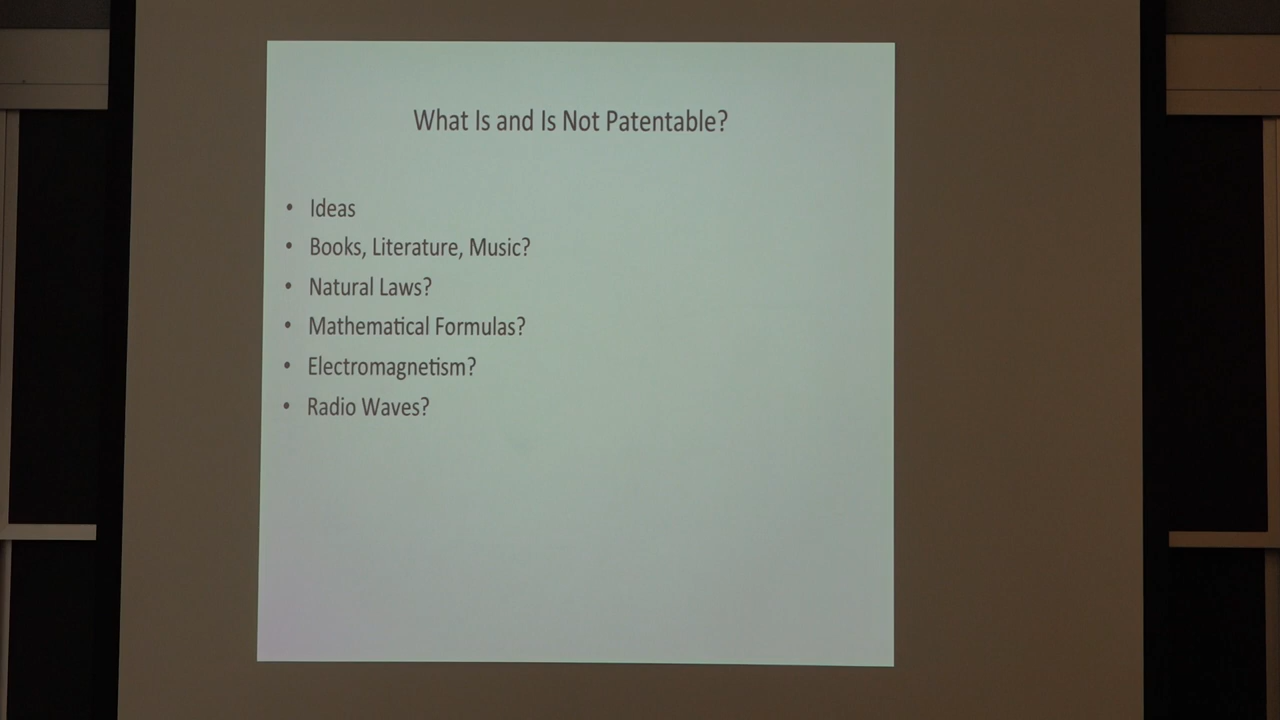 What Is and Is Not Patentable?
• Ideas
• Books, Literature, Music?
• Natural Laws?
• Mathematical Formulas?
• Electromagnetism?
• Radio Waves?